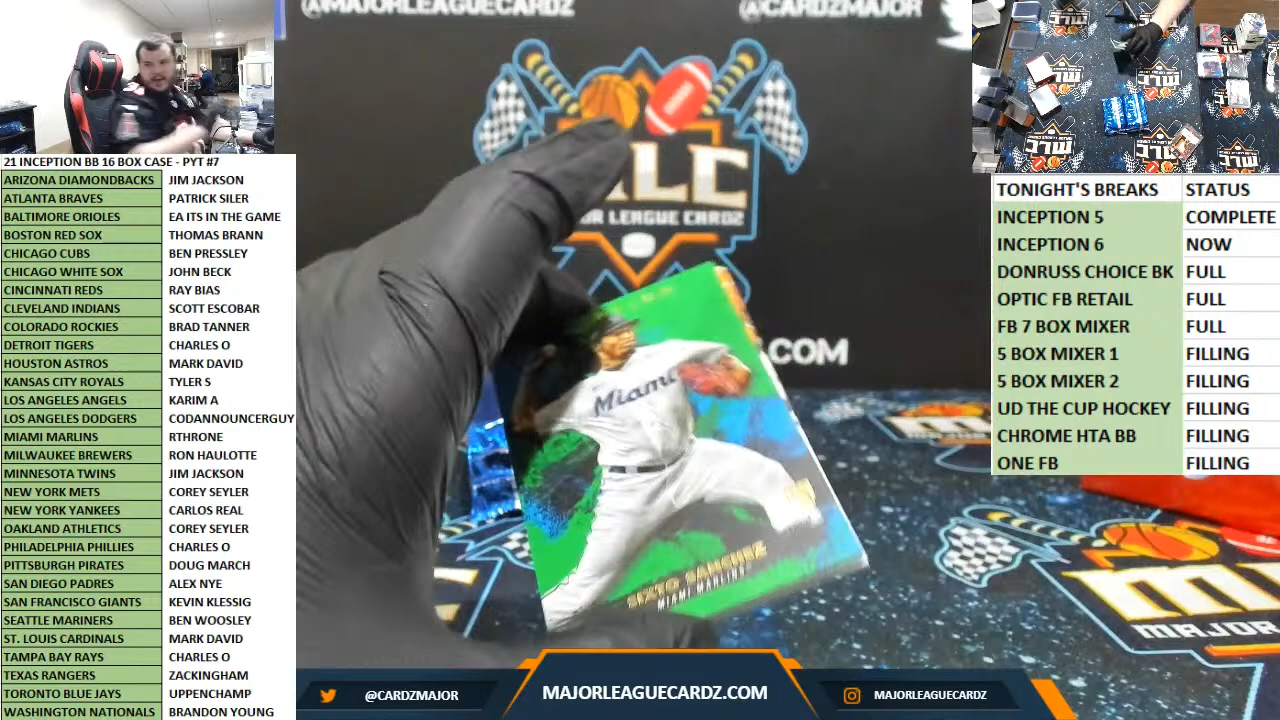 @MAJORLEAGUECARDZ
@CARDZMAJOR
21 INCEPTION BB 16 BOX CASE - PYT #7
ARIZONA DIAMONDBACKS JIM JACKSON
ATLANTA BRAVES PATRICK SILER
BALTIMORE ORIOLES EA ITS IN THE GAME
BOSTON RED SOX THOMAS BRANN
CHICAGO CUBS BEN PRESSLEY
CHICAGO WHITE SOX JOHN BECK
CINCINNATI REDS RAY BIAS
CLEVELAND INDIANS SCOTT ESCOBAR
COLORADO ROCKIES BRAD TANNER
DETROIT TIGERS CHARLES O
HOUSTON ASTROS MARK DAVID
KANSAS CITY ROYALS TYLER S
LOS ANGELES ANGELS KARIM A
LOS ANGELES DODGERS CODANNOUNCERGUY
MIAMI MARLINS RTHRONE
MILWAUKEE BREWERS RON HAULOTTE
MINNESOTA TWINS JIM JACKSON
NEW YORK METS COREY SEYLER
NEW YORK YANKEES CARLOS REAL
OAKLAND ATHLETICS COREY SEYLER
PHILADELPHIA PHILLIES CHARLES O
PITTSBURGH PIRATES DOUG MARCH
SAN DIEGO PADRES ALEX NYE
SAN FRANCISCO GIANTS KEVIN KLESSIG
SEATTLE MARINERS BEN WOOSLEY
ST. LOUIS CARDINALS MARK DAVID
TAMPA BAY RAYS CHARLES O
TEXAS RANGERS ZACKINGHAM
TORONTO BLUE JAYS UPPENCHAMP
WASHINGTON NATIONALS BRANDON YOUNG
MLC
OR LEAGUE CARDZ
.COM
Miami
SIXTO SANCHEZ
MIAMI MARLINS
TONIGHT'S BREAKS STATUS
INCEPTION 5 COMPLETE
INCEPTION 6 NOW
DONRUSS CHOICE BK FULL
OPTIC FB RETAIL FULL
FB 7 BOX MIXER FULL
5 BOX MIXER 1 FILLING
5 BOX MIXER 2 FILLING
UD THE CUP HOCKEY FILLING
CHROME HTA BB FILLING
ONE FB FILLING
MAJOR
@CARDZMAJOR
MAJORLEAGUECARDZ.COM
MAJORLEAGUECARDZ